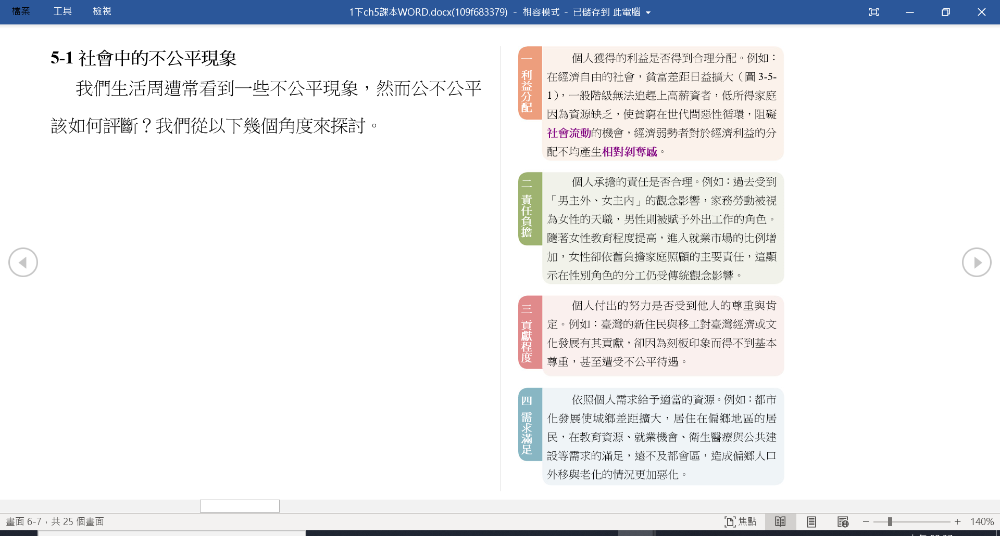 檔案 工具 檢視 1下ch5課本WORD.docx(109f683379) - 相容模式 - 已儲存到 此電腦
5-1 社會中的不公平現象
我們生活周遭常看到一些不公平現象，然而公不公平
該如何評斷？我們從以下幾個角度來探討。
一 利益分配
個人獲得的利益是否得到合理分配。例如：
在經濟自由的社會，貧富差距日益擴大（圖 3-5-
1），一般階級無法追趕上高薪資者，低所得家庭
因為資源缺乏，使貧窮在世代間惡性循環，阻礙
社會流動的機會，經濟弱勢者對於經濟利益的分
配不均產生相對剝奪感。
二 責任負擔
個人承擔的責任是否合理。例如：過去受到
「男主外、女主內」的觀念影響，家務勞動被視
為女性的天職，男性則被賦予外出工作的角色。
隨著女性教育程度提高，進入就業市場的比例增
加，女性卻依舊負擔家庭照顧的主要責任，這顯
示在性別角色的分工仍受傳統觀念影響。
三 貢獻程度
個人付出的努力是否受到他人的尊重與肯
定。例如：臺灣的新住民與移工對臺灣經濟或文
化發展有其貢獻，卻因為刻板印象而得不到基本
尊重，甚至遭受不公平待遇。
四 需求滿足
依照個人需求給予適當的資源。例如：都市
化發展使城鄉差距擴大，居住在偏鄉地區的居
民，在教育資源、就業機會、衛生醫療與公共建
設等需求的滿足，遠不及都會區，造成偏鄉人口
外移與老化的情況更加惡化。
畫面 6-7，共 25 個畫面 焦點 140%